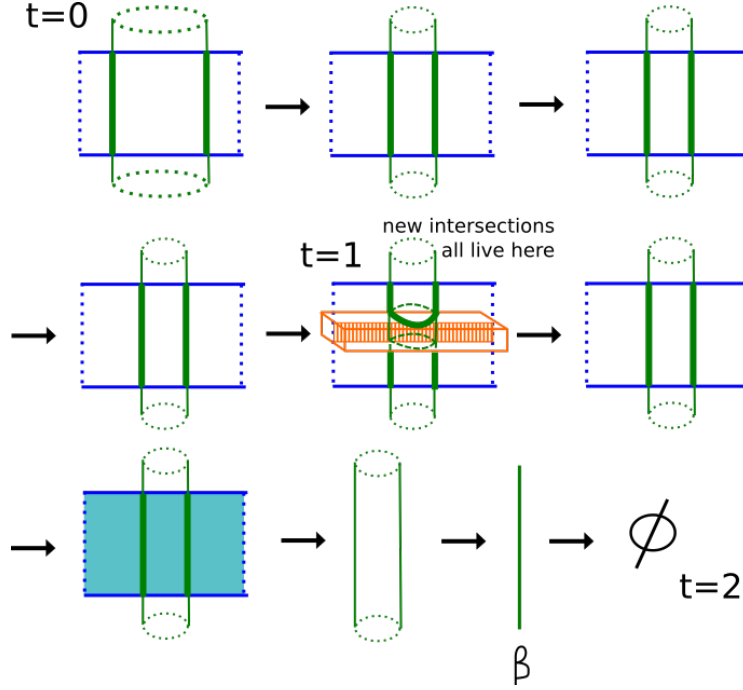 t=0
new intersections
all live here
t=1
β
∅
t=2